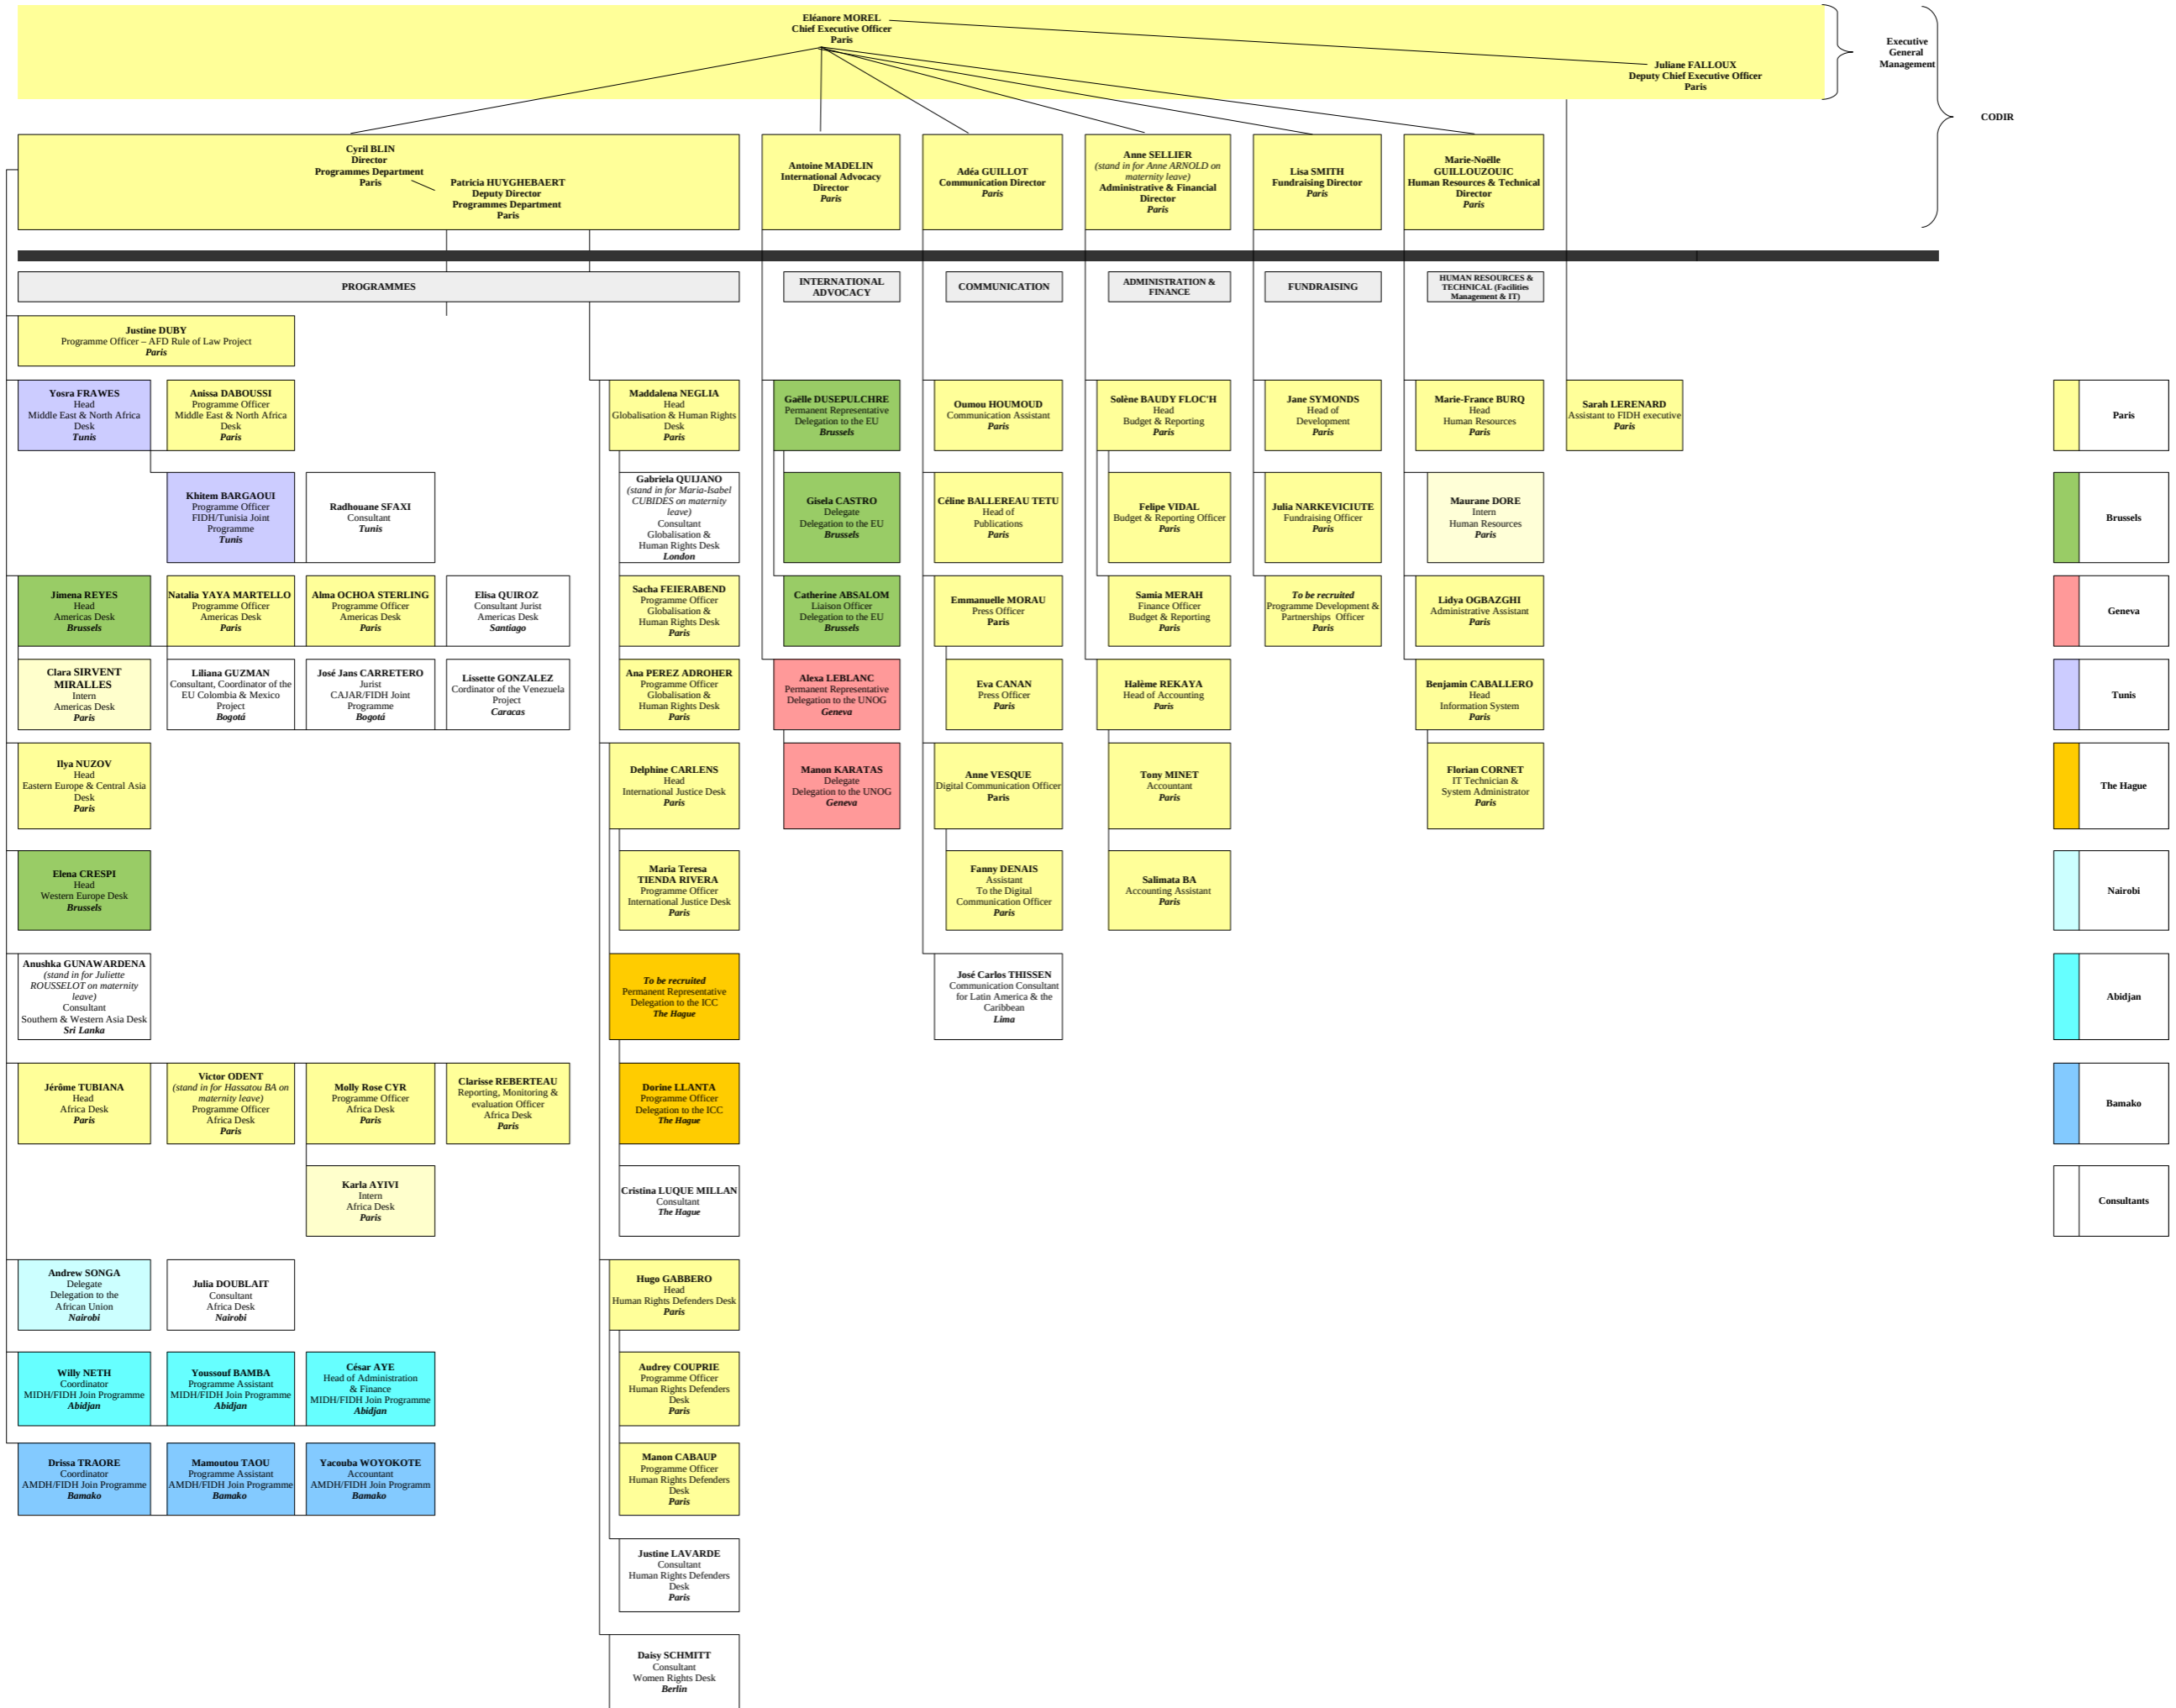 Eléanore MOREL
Chief Executive Officer
Paris
Juliane FALLOUX
Deputy Chief Executive Officer
Paris
Executive
General
Management
CODIR
Cyril BLIN
Director
Programmes Department
Paris
Patricia HUYGHEBAERT
Deputy Director
Programmes Department
Paris
Antoine MADELIN
International Advocacy
Director
Paris
Adéa GUILLOT
Communication Director
Paris
Anne SELLIER
(stand in for Anne ARNOLD on
maternity leave)
Administrative & Financial
Director
Paris
Lisa SMITH
Fundraising Director
Paris
Marie-Noëlle
GUILLOUZOUIC
Human Resources & Technical
Director
Paris
PROGRAMMES
INTERNATIONAL
ADVOCACY
COMMUNICATION
ADMINISTRATION &
FINANCE
FUNDRAISING
HUMAN RESOURCES &
TECHNICAL (Facilities
Management & IT)
Justine DUBY
Programme Officer – AFD Rule of Law Project
Paris
Yosra FRAWES
Head
Middle East & North Africa
Desk
Tunis
Anissa DABOUSSI
Programme Officer
Middle East & North Africa
Desk
Paris
Maddalena NEGLIA
Head
Globalisation & Human Rights
Desk
Paris
Gaëlle DUSEPULCHRE
Permanent Representative
Delegation to the EU
Brussels
Oumou HOUMOUD
Communication Assistant
Paris
Solène BAUDY FLOC'H
Head
Budget & Reporting
Paris
Jane SYMONDS
Head of
Development
Paris
Marie-France BURQ
Head
Human Resources
Paris
Sarah LERENARD
Assistant to FIDH executive
Paris
Paris
Khitem BARGAOUI
Programme Officer
FIDH/Tunisia Joint
Programme
Tunis
Radhouane SFAXI
Consultant
Tunis
Gabriela QUIJANO
(stand in for Maria-Isabel
CUBIDES on maternity
leave)
Consultant
Globalisation &
Human Rights Desk
London
Gisela CASTRO
Delegate
Delegation to the EU
Brussels
Céline BALLEREAU TETU
Head of
Publications
Paris
Felipe VIDAL
Budget & Reporting Officer
Paris
Julia NARKEVICIUTE
Fundraising Officer
Paris
Maurane DORE
Intern
Human Resources
Paris
Brussels
Jimena REYES
Head
Americas Desk
Brussels
Natalia YAYA MARTELLO
Programme Officer
Americas Desk
Paris
Alma OCHOA STERLING
Programme Officer
Americas Desk
Paris
Elisa QUIROZ
Consultant Jurist
Americas Desk
Santiago
Sacha FEIERABEND
Programme Officer
Globalisation &
Human Rights Desk
Paris
Catherine ABSALOM
Liaison Officer
Delegation to the EU
Brussels
Emmanuelle MORAU
Press Officer
Paris
Samia MERAH
Finance Officer
Budget & Reporting
Paris
To be recruited
Programme Development &
Partnerships Officer
Paris
Lidya OGBAZGHI
Administrative Assistant
Paris
Geneva
Clara SIRVENT
MIRALLES
Intern
Americas Desk
Paris
Liliana GUZMAN
Consultant, Coordinator of the
EU Colombia & Mexico
Project
Bogotá
José Jans CARRETERO
Jurist
CAJAR/FIDH Joint
Programme
Bogotá
Lissette GONZALEZ
Cordinator of the Venezuela
Project
Caracas
Ana PEREZ ADROHER
Programme Officer
Globalisation &
Human Rights Desk
Paris
Alexa LEBLANC
Permanent Representative
Delegation to the UNOG
Geneva
Eva CANAN
Press Officer
Paris
Halème REKAYA
Head of Accounting
Paris
Benjamin CABALLERO
Head
Information System
Paris
Tunis
Ilya NUZOV
Head
Eastern Europe & Central Asia
Desk
Paris
Delphine CARLENS
Head
International Justice Desk
Paris
Manon KARATAS
Delegate
Delegation to the UNOG
Geneva
Anne VESQUE
Digital Communication Officer
Paris
Tony MINET
Accountant
Paris
Florian CORNET
IT Technician &
System Administrator
Paris
The Hague
Elena CRESPI
Head
Western Europe Desk
Brussels
Maria Teresa
TIENDA RIVERA
Programme Officer
International Justice Desk
Paris
Fanny DENAIS
Assistant
To the Digital
Communication Officer
Paris
Salimata BA
Accounting Assistant
Paris
Nairobi
Anushka GUNAWARDENA
(stand in for Juliette
ROUSSELOT on maternity
leave)
Consultant
Southern & Western Asia Desk
Sri Lanka
To be recruited
Permanent Representative
Delegation to the ICC
The Hague
José Carlos THISSEN
Communication Consultant
for Latin America & the
Caribbean
Lima
Abidjan
Jérôme TUBIANA
Head
Africa Desk
Paris
Victor ODENT
(stand in for Hassatou BA on
maternity leave)
Programme Officer
Africa Desk
Paris
Molly Rose CYR
Programme Officer
Africa Desk
Paris
Clarisse REBERTEAU
Reporting, Monitoring &
evaluation Officer
Africa Desk
Paris
Dorine LLANTA
Programme Officer
Delegation to the ICC
The Hague
Bamako
Karla AYIVI
Intern
Africa Desk
Paris
Cristina LUQUE MILLAN
Consultant
The Hague
Consultants
Andrew SONGA
Delegate
Delegation to the
African Union
Nairobi
Julia DOUBLAIT
Consultant
Africa Desk
Nairobi
Hugo GABBERO
Head
Human Rights Defenders Desk
Paris
Willy NETH
Coordinator
MIDH/FIDH Join Programme
Abidjan
Youssouf BAMBA
Programme Assistant
MIDH/FIDH Join Programme
Abidjan
César AYE
Head of Administration
& Finance
MIDH/FIDH Join Programme
Abidjan
Audrey COUPRIE
Programme Officer
Human Rights Defenders
Desk
Paris
Drissa TRAORE
Coordinator
AMDH/FIDH Join Programme
Bamako
Mamoutou TAOU
Programme Assistant
AMDH/FIDH Join Programme
Bamako
Yacouba WOYOKOTE
Accountant
AMDH/FIDH Join Programm
Bamako
Manon CABAUP
Programme Officer
Human Rights Defenders
Desk
Paris
Justine LAVARDE
Consultant
Human Rights Defenders
Desk
Paris
Daisy SCHMITT
Consultant
Women Rights Desk
Berlin